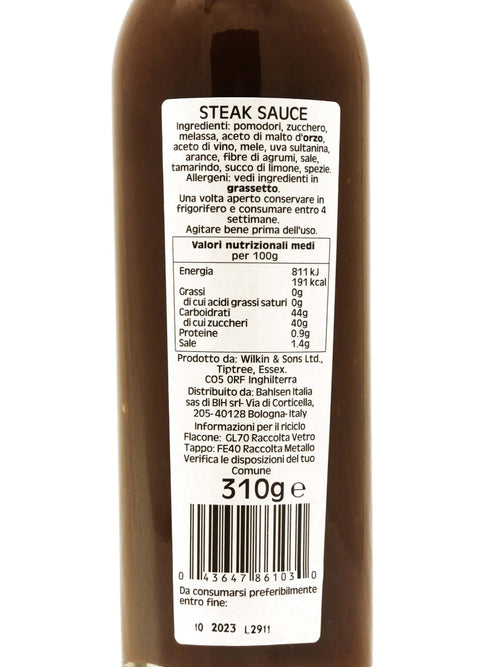 STEAK SAUCE
Ingredienti: pomodori, zucchero,
melassa, aceto di malto d'orzo,
aceto di vino, mele, uva sultanina,
arance, fibre di agrumi, sale,
tamarindo, succo di limone, spezie.
Allergeni: vedi ingredienti in
grassetto.
Una volta aperto conservare in
frigorifero e consumare entro 4
settimane.
Agitare bene prima dell'uso.
Valori nutrizionali medi
per 100g
Energia 811 kJ
191 kcal
Grassi 0g
di cui acidi grassi saturi 0g
Carboidrati 44g
di cui zuccheri 40g
Proteine 0.9g
Sale 1.4g
Prodotto da: Wilkin & Sons Ltd.,
Tiptree, Essex.
CO5 0RF Inghilterra
Distribuito da: Bahlsen Italia
sas di BIH srl- Via di Corticella,
205- 40128 Bologna- Italy
Informazioni per il riciclo
Flacone: GL70 Raccolta Vetro
Tappo: FE40 Raccolta Metallo
Verifica le disposizioni del tuo
Comune
310g e
0 43647 86103 0
Da consumarsi preferibilmente
entro fine:
10 2023 L2911